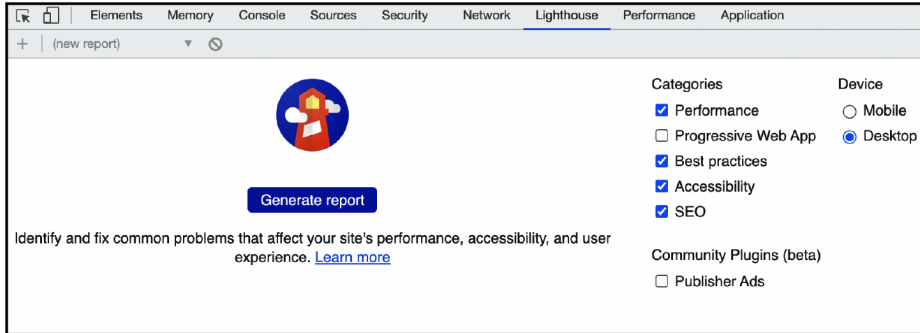 Elements Memory Console Sources Security Network Lighthouse Performance Application
+ (new report)
Categories Device
Performance Mobile
Progressive Web App Desktop
Best practices
Generate report
Accessibility
SEO
Identify and fix common problems that affect your site's performance, accessibility, and user
experience. Learn more
Community Plugins (beta)
Publisher Ads